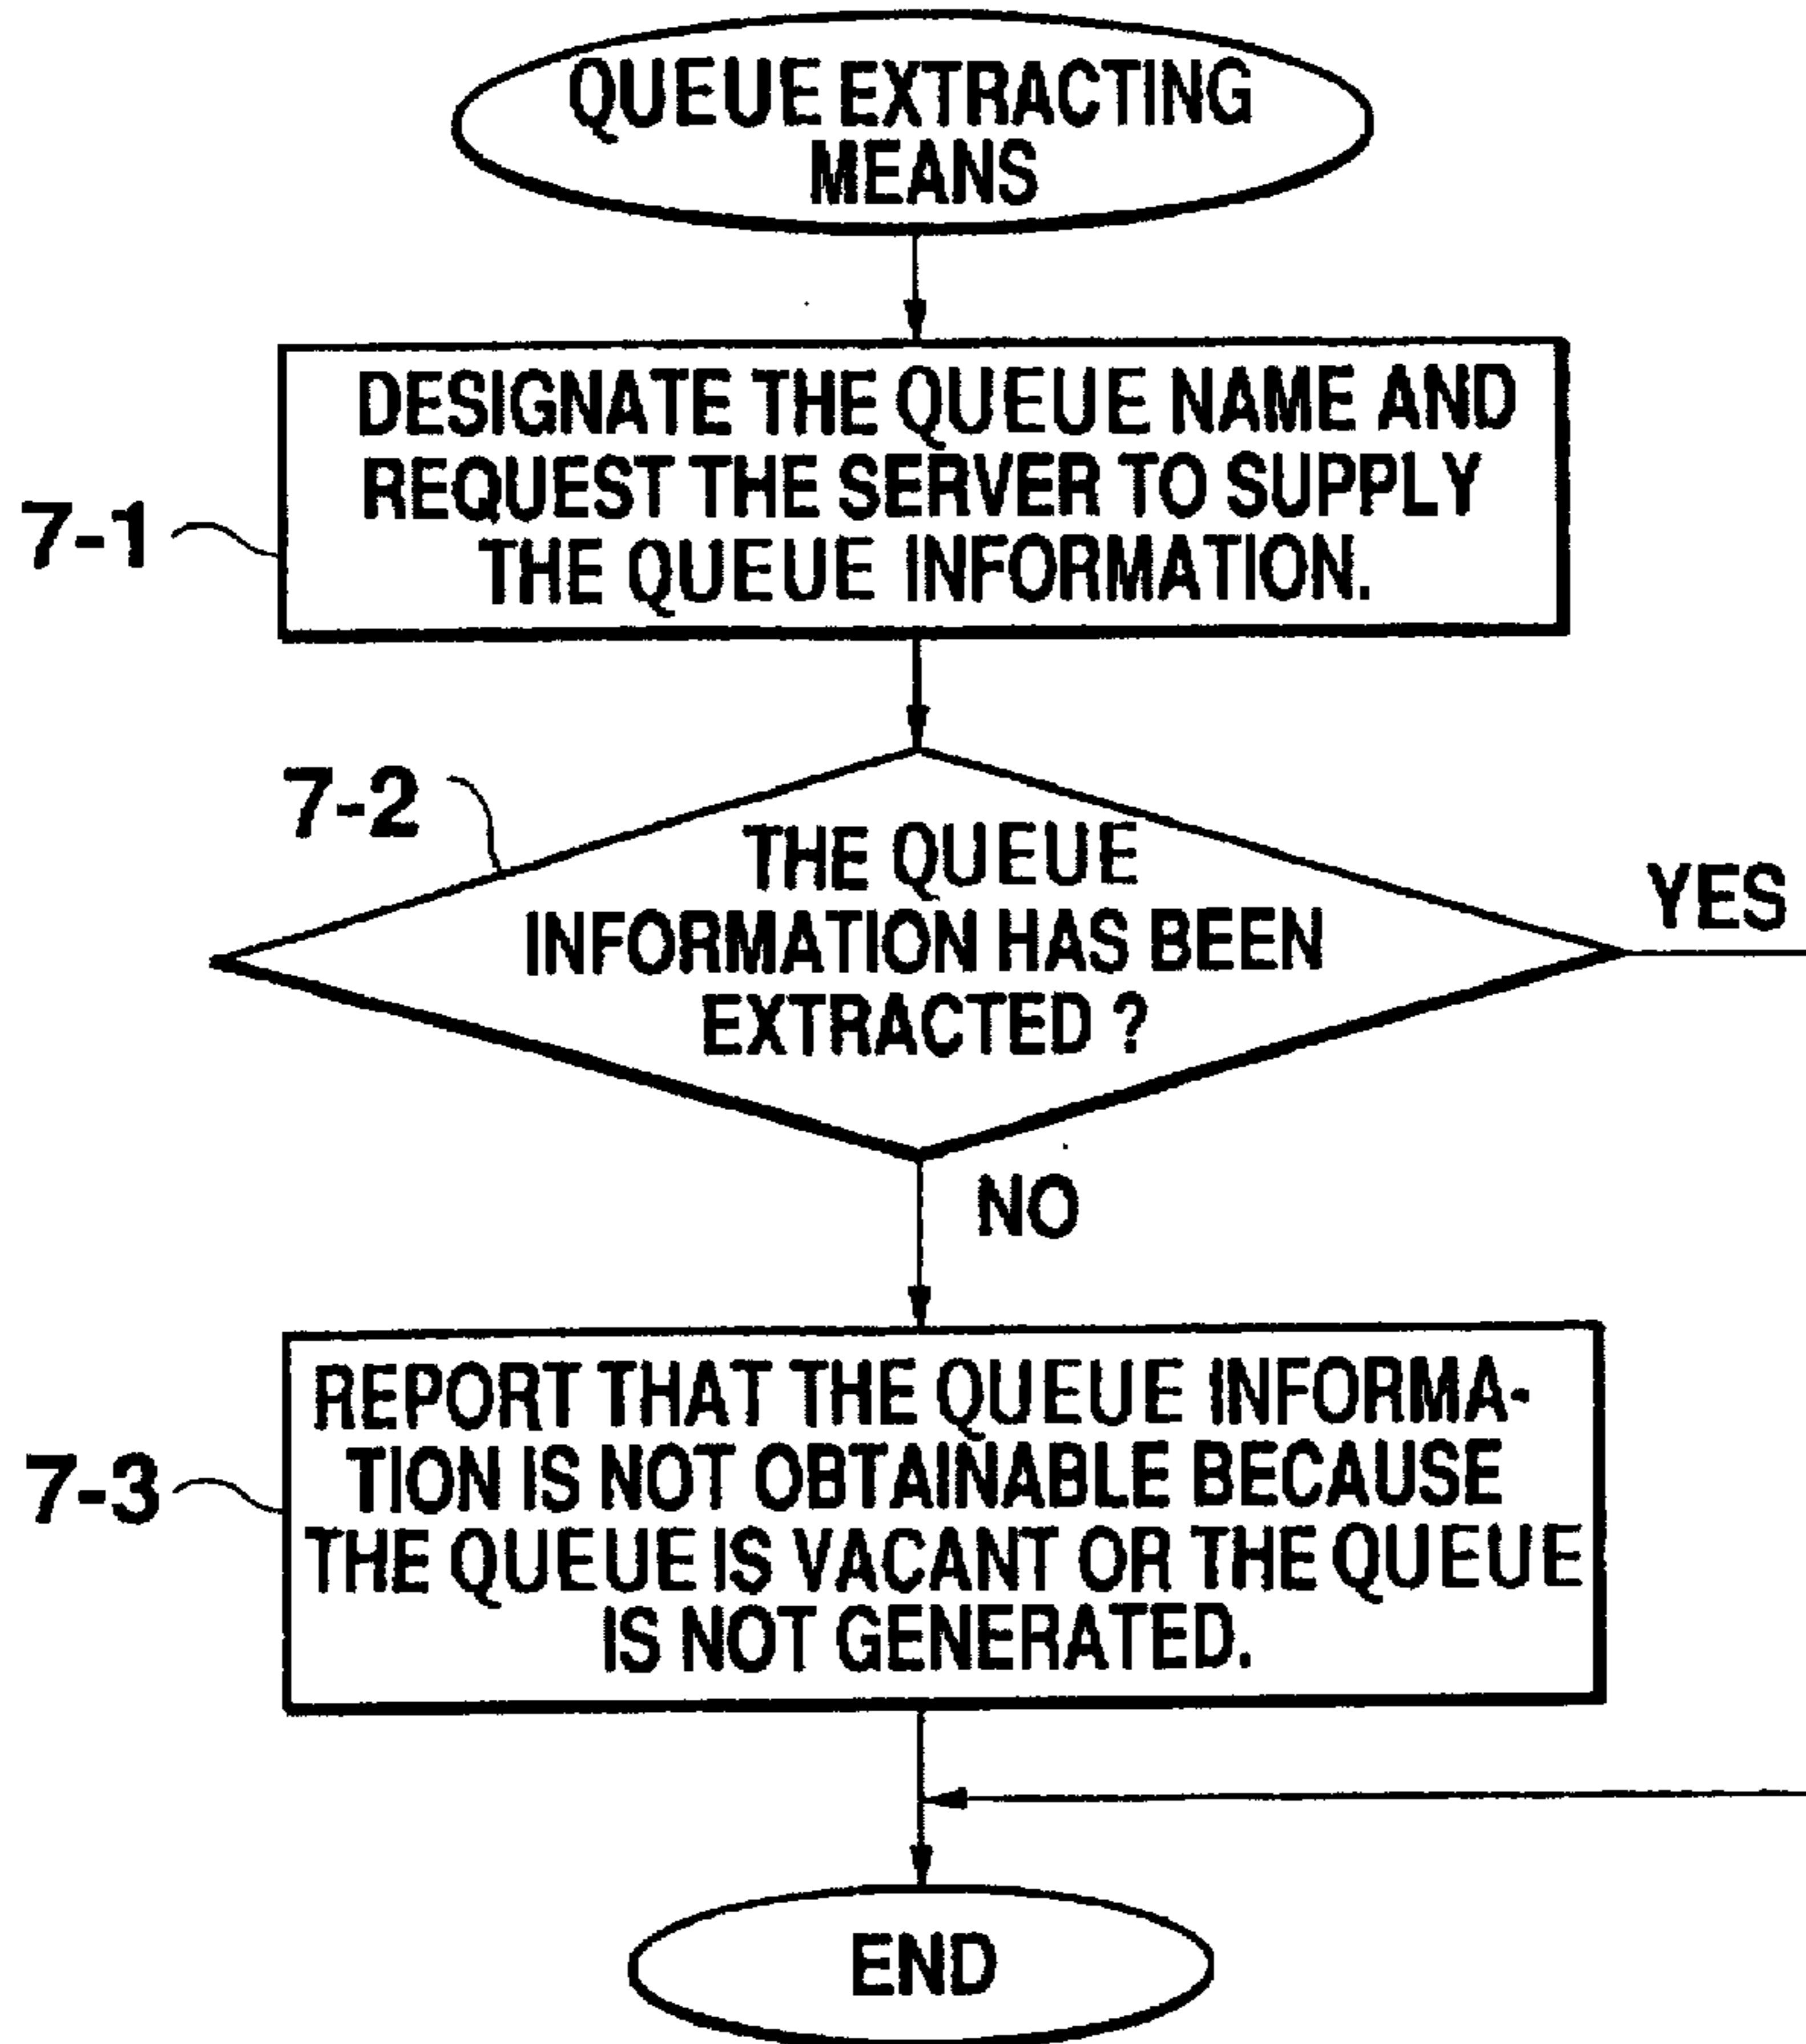 QUEUE EXTRACTING
MEANS
DESIGNATE THE QUEUE NAME AND
REQUEST THE SERVER TO SUPPLY
THE QUEUE INFORMATION.
7-1
7-2
THE QUEUE
INFORMATION HAS BEEN
EXTRACTED ?
YES
NO
REPORT THAT THE QUEUE INFORMA-
TION IS NOT OBTAINABLE BECAUSE
THE QUEUE IS VACANT OR THE QUEUE
IS NOT GENERATED.
7-3
END